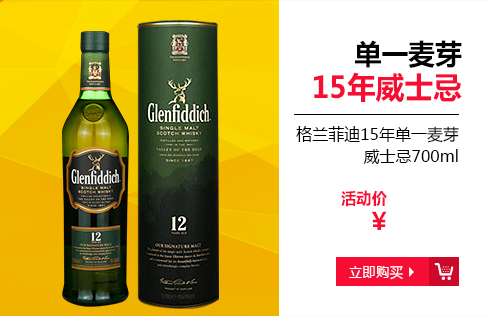 Glenfiddich
SINGLE MALT
SCOTCH WHISKY
12
Glenfiddich
SINGLE MALT
SCOTCH WHISKY
VALLEY OF THE DEER
SINCE 1887
12
YEARS OLD
OUR SIGNATURE MALT
单一麦芽
15年威士忌
格兰菲迪15年单一麦芽
威士忌700ml
活动价
¥
立即购买